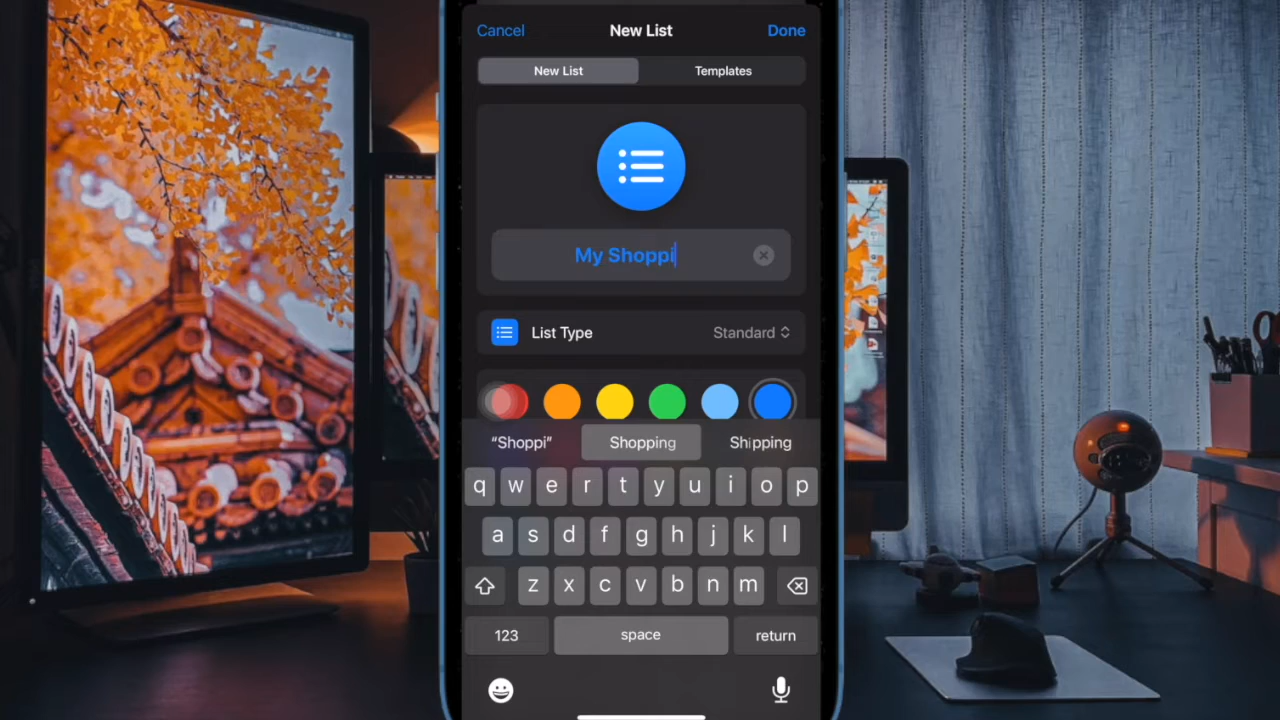 Cancel New List Done
New List Templates
My Shoppi
List Type Standard
“Shoppi” Shopping Shipping
q w e r t y u i o p
a s d f g h j k l
z x c v b n m
123 space return